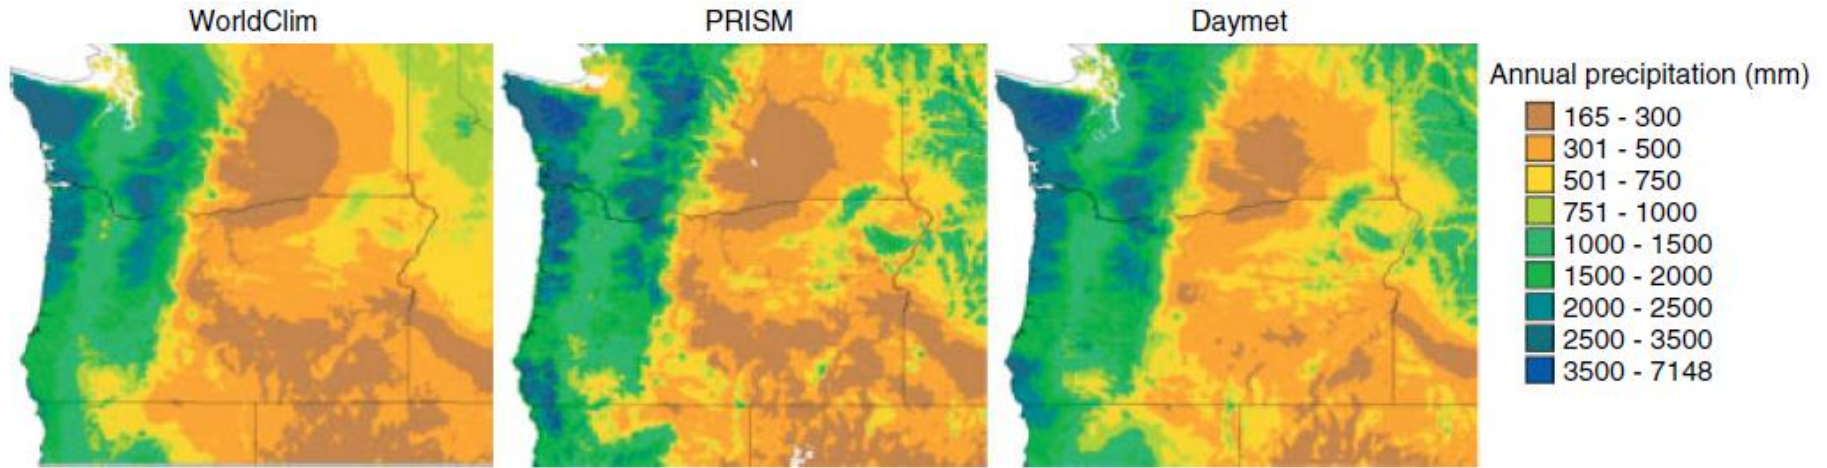 WorldClim
PRISM
Daymet
Annual precipitation (mm)
165 - 300
301 - 500
501 - 750
751 - 1000
1000 - 1500
1500 - 2000
2000 - 2500
2500 - 3500
3500 - 7148